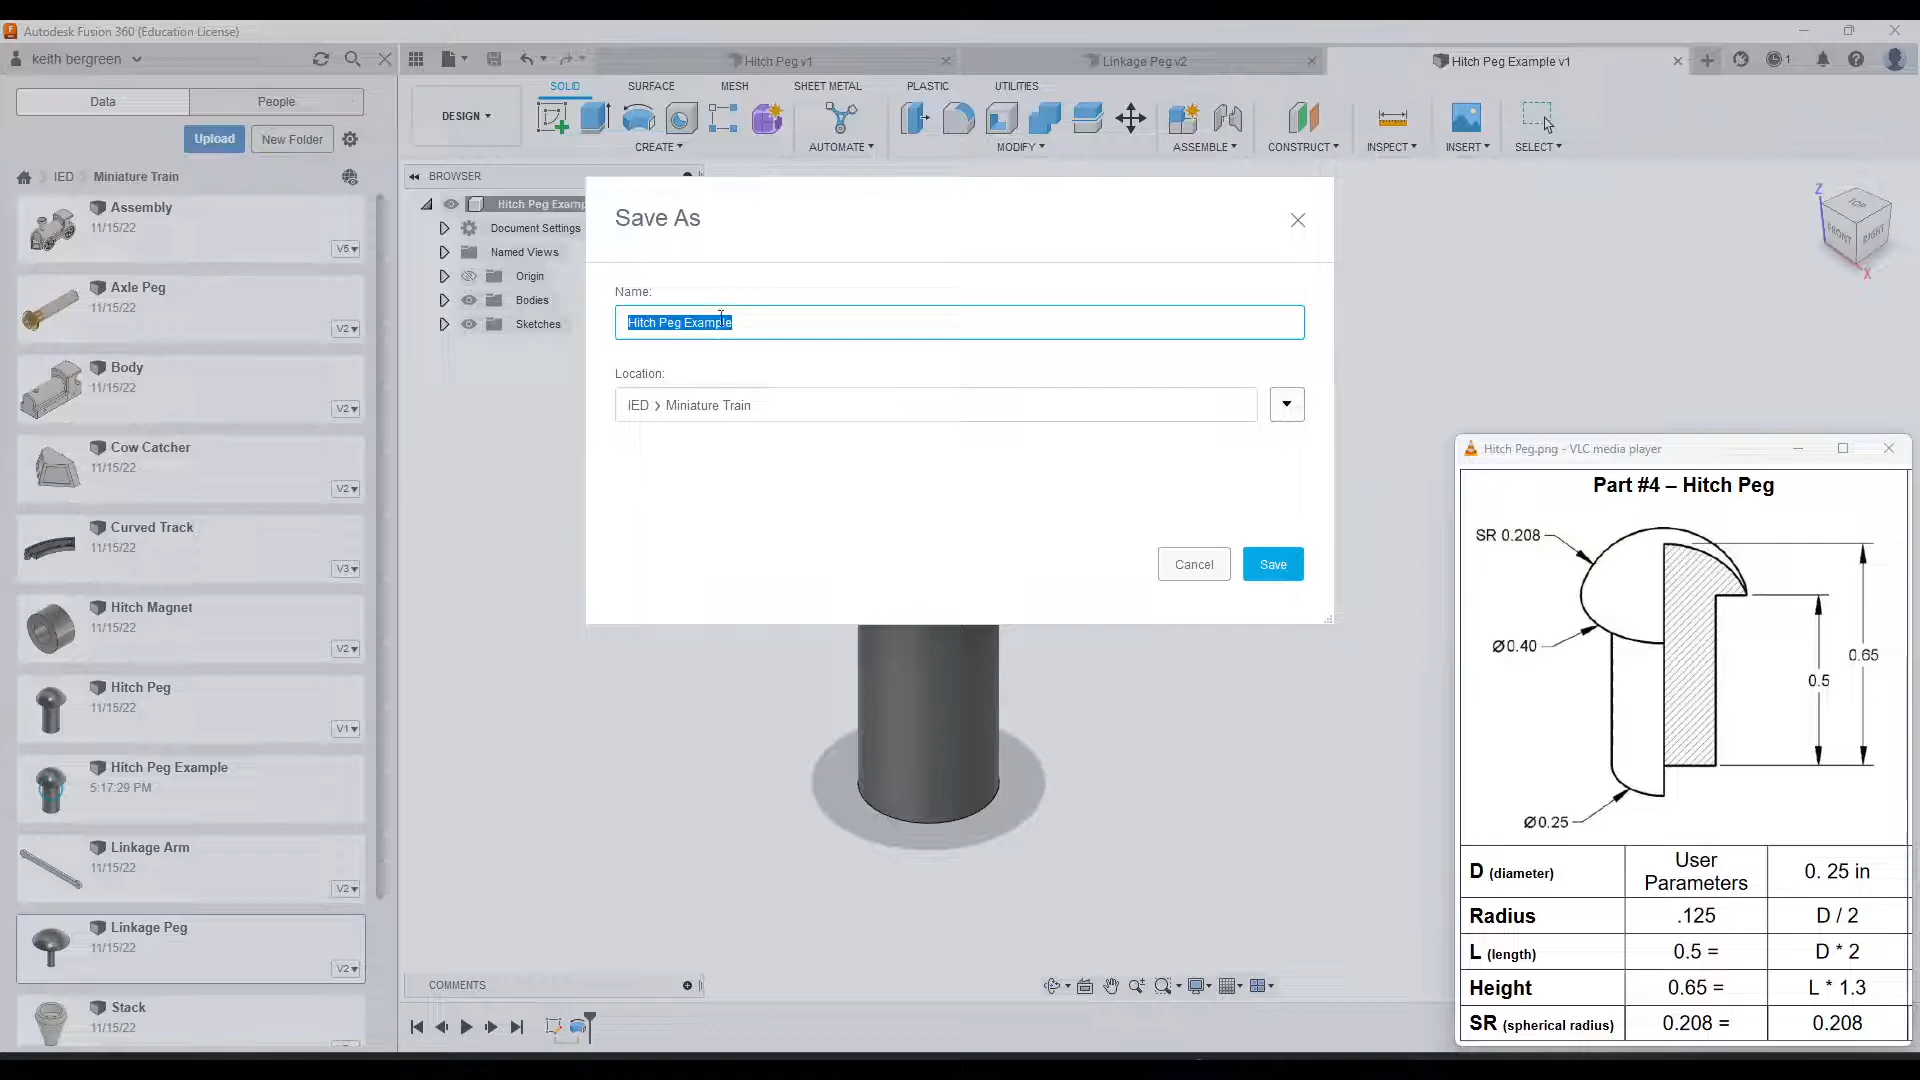 Autodesk Fusion 360 (Education License)
keith bergreen
Hitch Peg v1
Linkage Peg v2
Hitch Peg Example v1
1
Data
People
Upload
New Folder
IED
Miniature Train
SOLID
SURFACE
MESH
SHEET METAL
PLASTIC
UTILITIES
DESIGN
CREATE
AUTOMATE
MODIFY
ASSEMBLE
CONSTRUCT
INSPECT
INSERT
SELECT
BROWSER
Hitch Peg Examp
Document Settings
Named Views
Origin
Bodies
Sketches
Assembly
11/15/22
V5
Axle Peg
11/15/22
V2
Body
11/15/22
V2
Cow Catcher
11/15/22
V2
Curved Track
11/15/22
V3
Hitch Magnet
11/15/22
V2
Hitch Peg
11/15/22
V1
Hitch Peg Example
5:17:29 PM
Linkage Arm
11/15/22
V2
Linkage Peg
11/15/22
V2
Stack
11/15/22
Save As
Name:
Hitch Peg Example
Location:
IED > Miniature Train
Cancel
Save
Z
TOP
FRONT
RIGHT
X
COMMENTS
Hitch Peg.png - VLC media player
Part #4 – Hitch Peg
SR 0.208
Ø0.40
0.65
0.5
Ø0.25
D (diameter)
User Parameters
0. 25 in
Radius
.125
D / 2
L (length)
0.5 =
D * 2
Height
0.65 =
L * 1.3
SR (spherical radius)
0.208 =
0.208